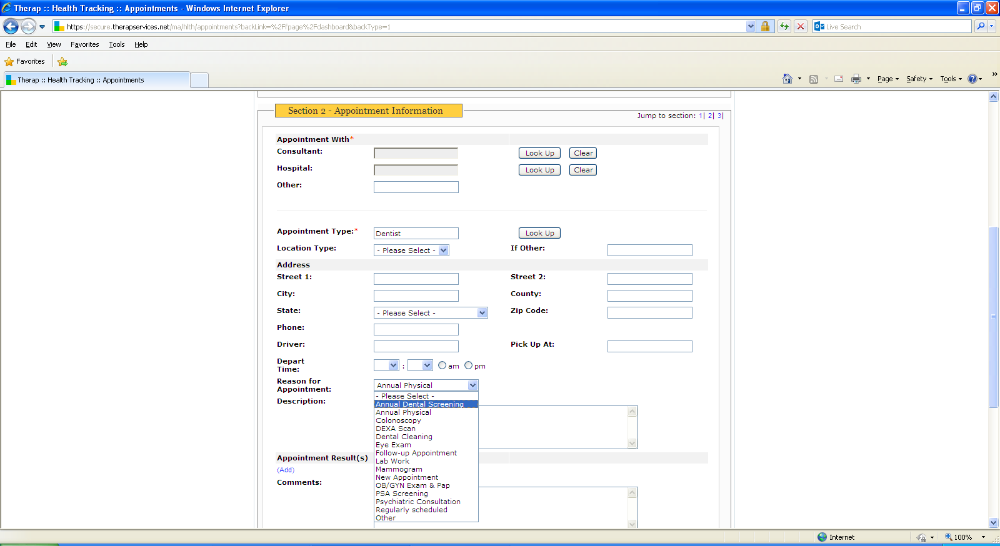 Therap :: Health Tracking :: Appointments - Windows Internet Explorer
https://secure.therapservices.net/ma/hlth/appointments?backLink=%2Ffpage%2Fdashboard&backType=1
Live Search
File Edit View Favorites Tools Help
Favorites
Therap :: Health Tracking :: Appointments
Page Safety Tools »
Section 2 - Appointment Information
Jump to section: 1| 2| 3|
Appointment With*
Consultant: Look Up Clear
Hospital: Look Up Clear
Other:
Appointment Type:* Dentist Look Up
Location Type: - Please Select - If Other:
Address
Street 1: Street 2:
City: County:
State: - Please Select - Zip Code:
Phone:
Driver: Pick Up At:
Depart
Time: : am pm
Reason for
Appointment: Annual Physical
- Please Select -
Description:
Annual Dental Screening
Annual Physical
Colonoscopy
DEXA Scan
Dental Cleaning
Eye Exam
Follow-up Appointment
Appointment Result(s)
Lab Work
(Add)
Mammogram
New Appointment
Comments:
OB/GYN Exam & Pap
PSA Screening
Psychiatric Consultation
Regularly scheduled
Other
Internet 100%